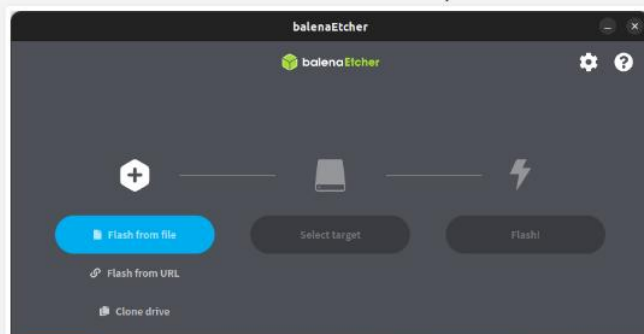 balenaEtcher
balenaEtcher
Flash from file
Select target
Flash!
Flash from URL
Clone drive